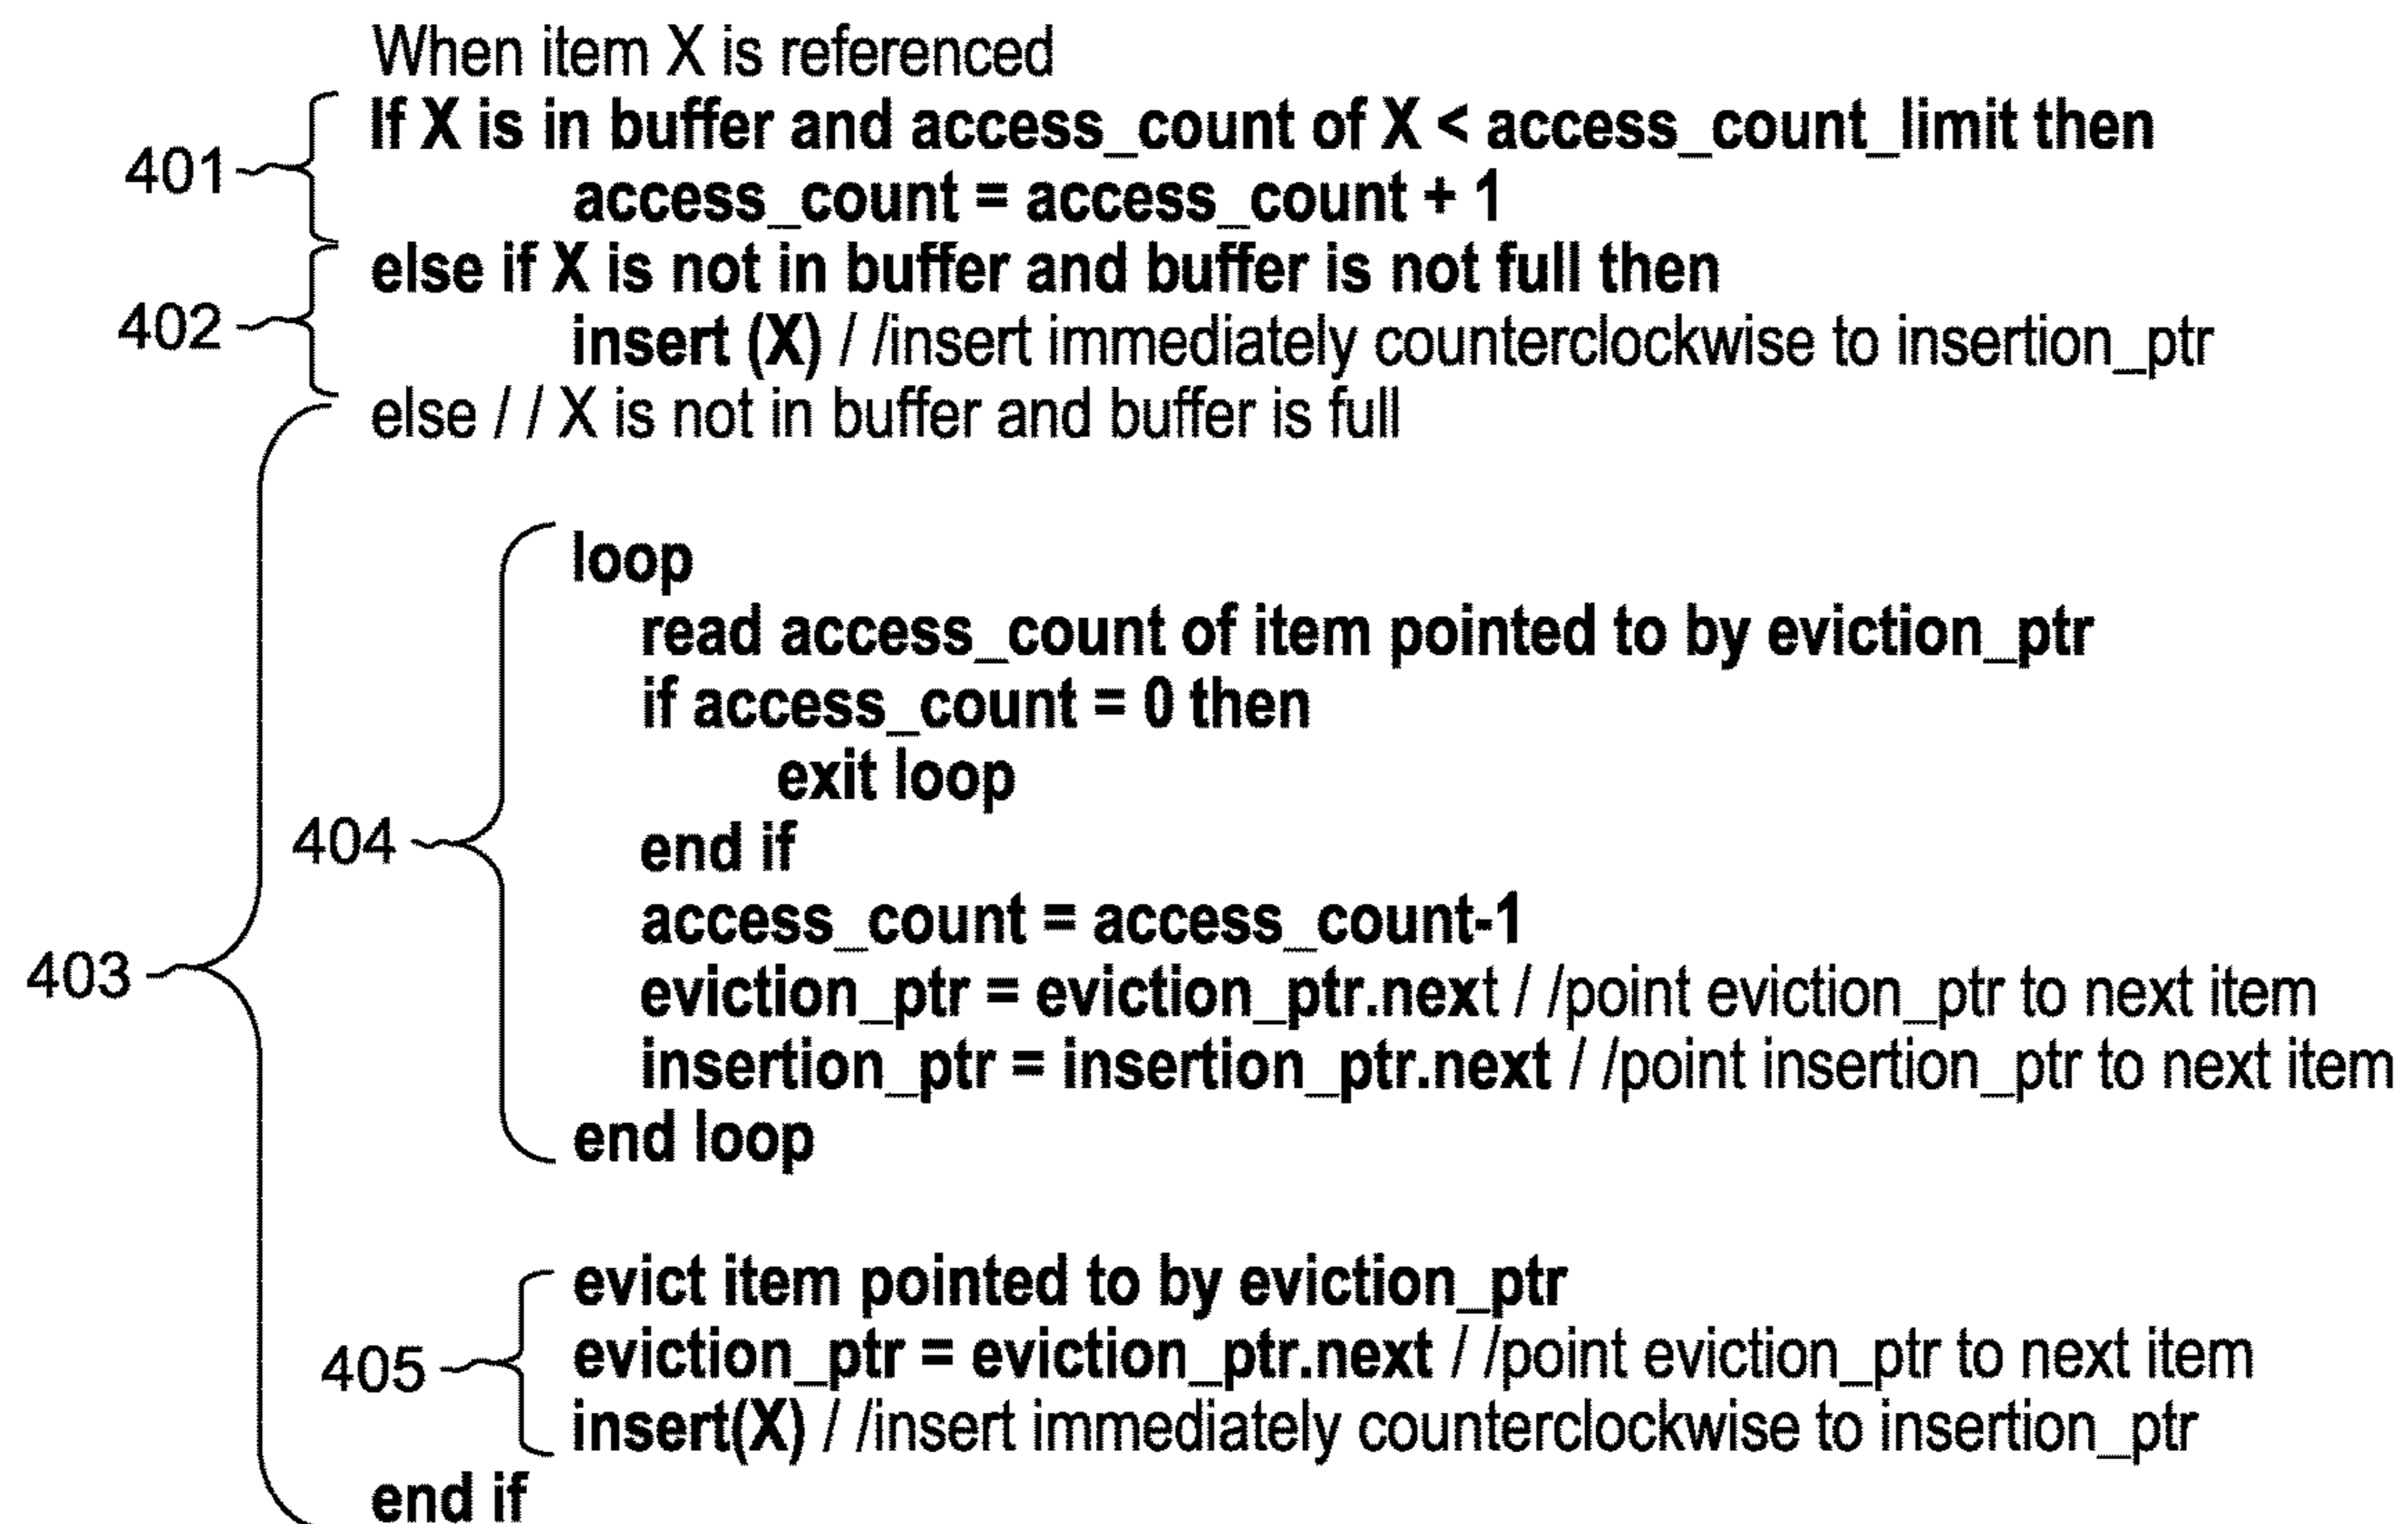 When item X is referenced
If X is in buffer and access_count of X < access_count_limit then
401
access_count = access_count + 1
else if X is not in buffer and buffer is not full then
402
insert (X) / /insert immediately counterclockwise to insertion_ptr
else / / X is not in buffer and buffer is full
loop
read access_count of item pointed to by eviction_ptr
if access_count = 0 then
exit loop
404
end if
access_count = access_count-1
403
eviction_ptr = eviction_ptr.next / /point eviction_ptr to next item
insertion_ptr = insertion_ptr.next / /point insertion_ptr to next item
end loop
evict item pointed to by eviction_ptr
405
eviction_ptr = eviction_ptr.next / /point eviction_ptr to next item
insert(X) / /insert immediately counterclockwise to insertion_ptr
end if